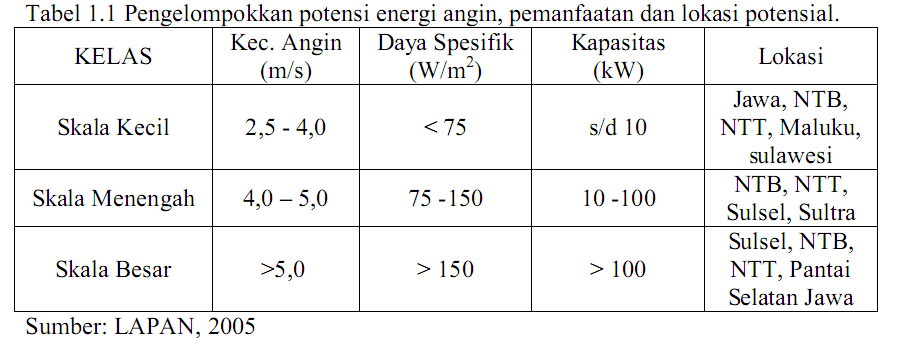 Tabel 1.1 Pengelompokkan potensi energi angin, pemanfaatan dan lokasi potensial.
KELAS
Kec. Angin
(m/s)
Daya Spesifik
(W/m²)
Kapasitas
(kW)
Lokasi
Skala Kecil
2,5 - 4,0
< 75
s/d 10
Jawa, NTB,
NTT, Maluku,
sulawesi
Skala Menengah
4,0 – 5,0
75 -150
10 -100
NTB, NTT,
Sulsel, Sultra
Skala Besar
>5,0
> 150
> 100
Sulsel, NTB,
NTT, Pantai
Selatan Jawa
Sumber: LAPAN, 2005